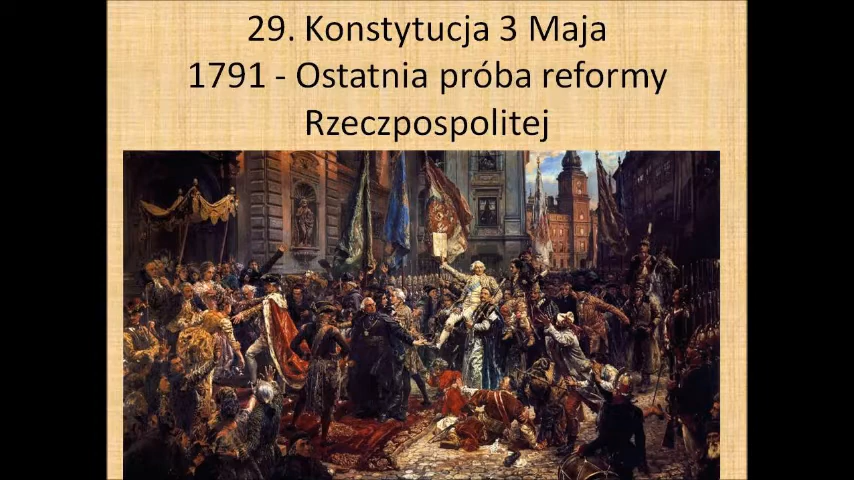 29. Konstytucja 3 Maja
1791 - Ostatnia próba reformy
Rzeczpospolitej